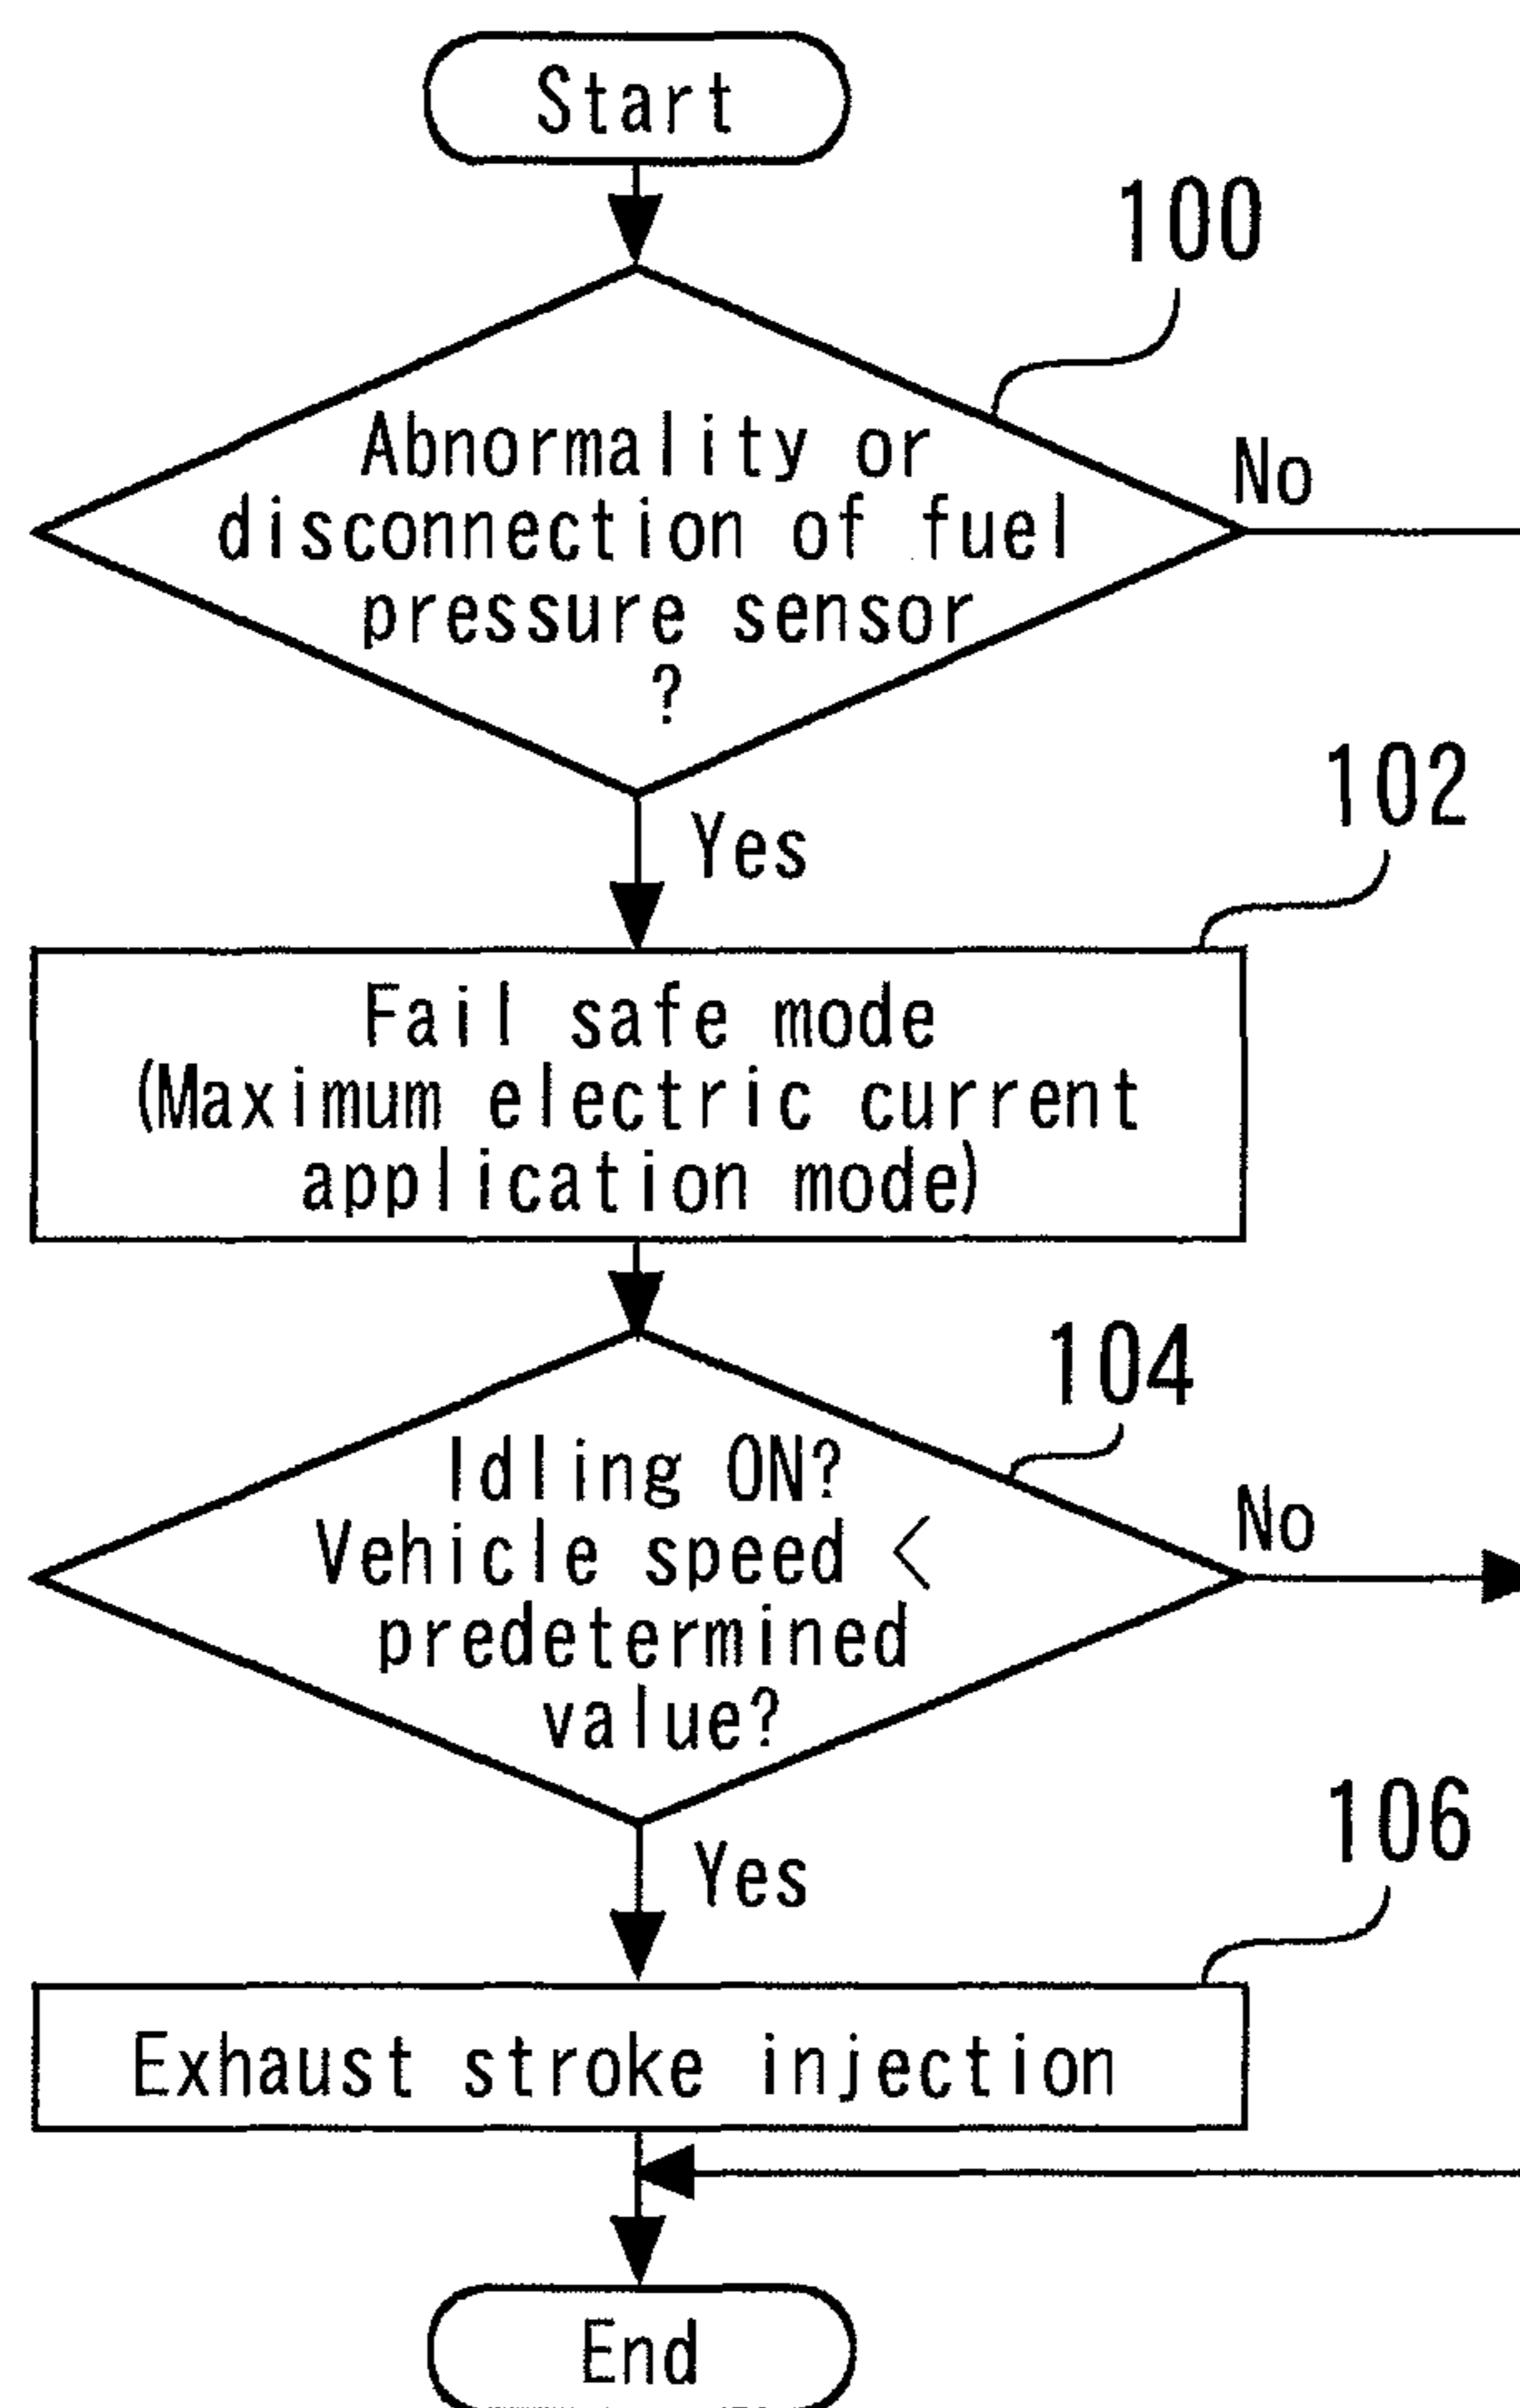 Start
100
Abnormality or
disconnection of fuel
pressure sensor
?
No
Yes
102
Fail safe mode
(Maximum electric current
application mode)
104
Idling ON?
Vehicle speed <
predetermined
value?
No
Yes
106
Exhaust stroke injection
End